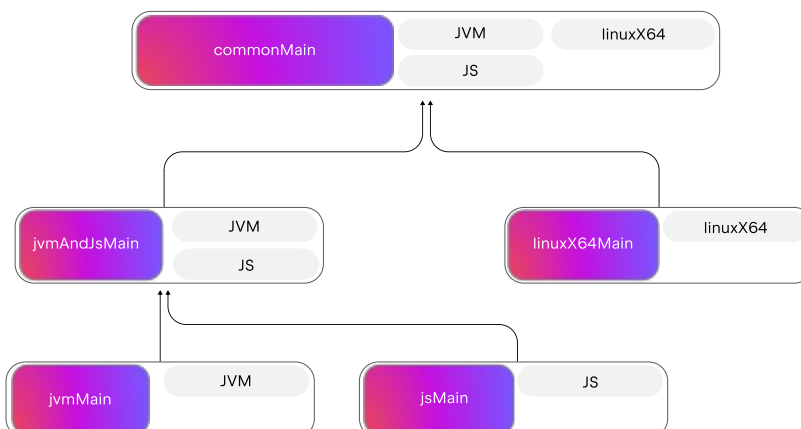 commonMain
JVM
linuxX64
JS
jvmAndJsMain
JVM
JS
linuxX64Main
linuxX64
jvmMain
JVM
jsMain
JS